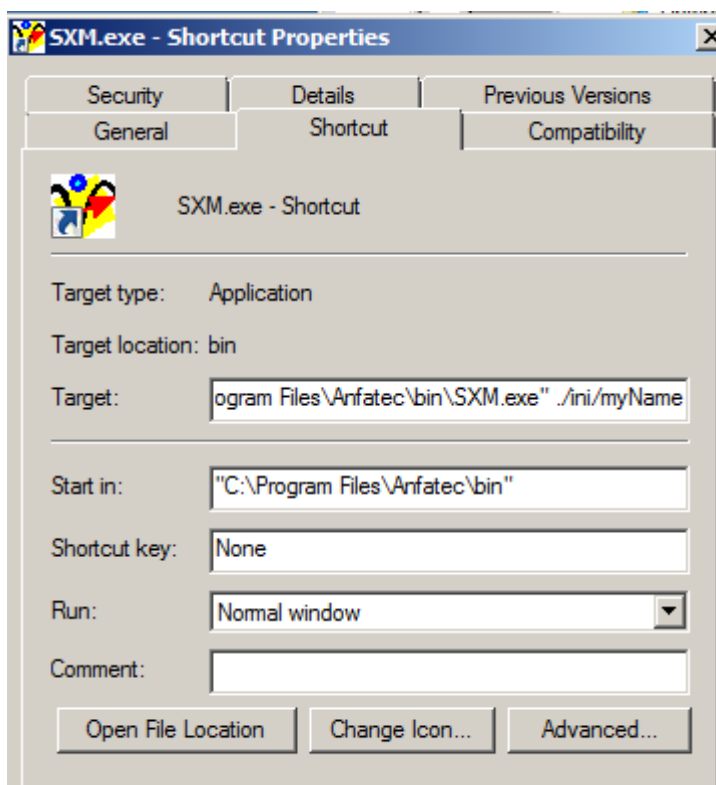 SXM.exe - Shortcut Properties
Security Details Previous Versions
General Shortcut Compatibility
SXM.exe - Shortcut
Target type: Application
Target location: bin
Target: ogram Files\Anfatec\bin\SXM.exe" ./ini/myName
Start in: "C:\Program Files\Anfatec\bin"
Shortcut key: None
Run: Normal window
Comment:
Open File Location Change Icon... Advanced...